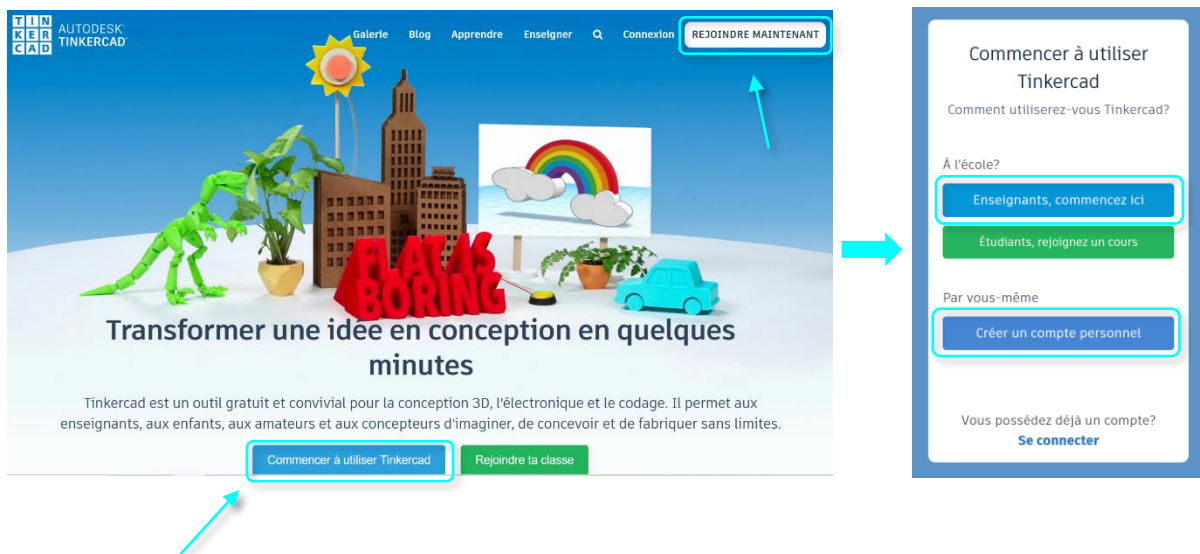 TIN
KER
CAD
AUTODESK
TINKERCAD
Galerie Blog Apprendre Enseigner Connexion REJOINDRE MAINTENANT
FLAT IS
BORING
Transformer une idée en conception en quelques
minutes
Tinkercad est un outil gratuit et convivial pour la conception 3D, l'électronique et le codage. Il permet aux
enseignants, aux enfants, aux amateurs et aux concepteurs d'imaginer, de concevoir et de fabriquer sans limites.
Commencer à utiliser Tinkercad Rejoindre ta classe
Commencer à utiliser
Tinkercad
Comment utiliserez-vous Tinkercad?
À l'école?
Enseignants, commencez ici
Étudiants, rejoignez un cours
Par vous-même
Créer un compte personnel
Vous possédez déjà un compte?
Se connecter